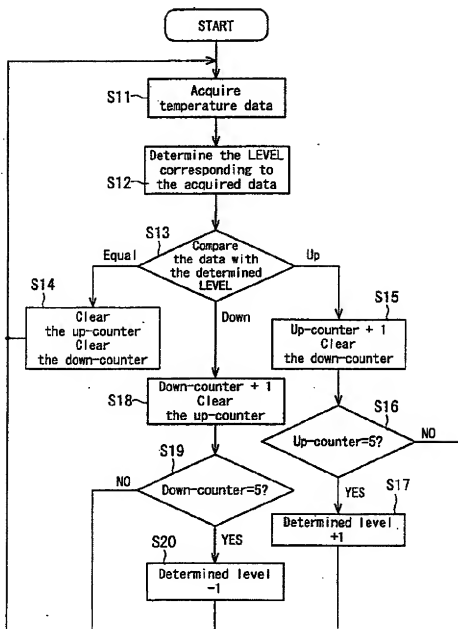 START
S11
Acquire
temperature data
S12
Determine the LEVEL
corresponding to
the acquired data
S13
Compare
the data with
the determined
LEVEL
Equal
Up
Down
S14
Clear
the up-counter
Clear
the down-counter
S15
Up-counter + 1
Clear
the down-counter
S18
Down-counter + 1
Clear
the up-counter
S16
Up-counter=5?
NO
YES
S19
Down-counter=5?
NO
YES
S17
Determined level
+1
S20
Determined level
-1